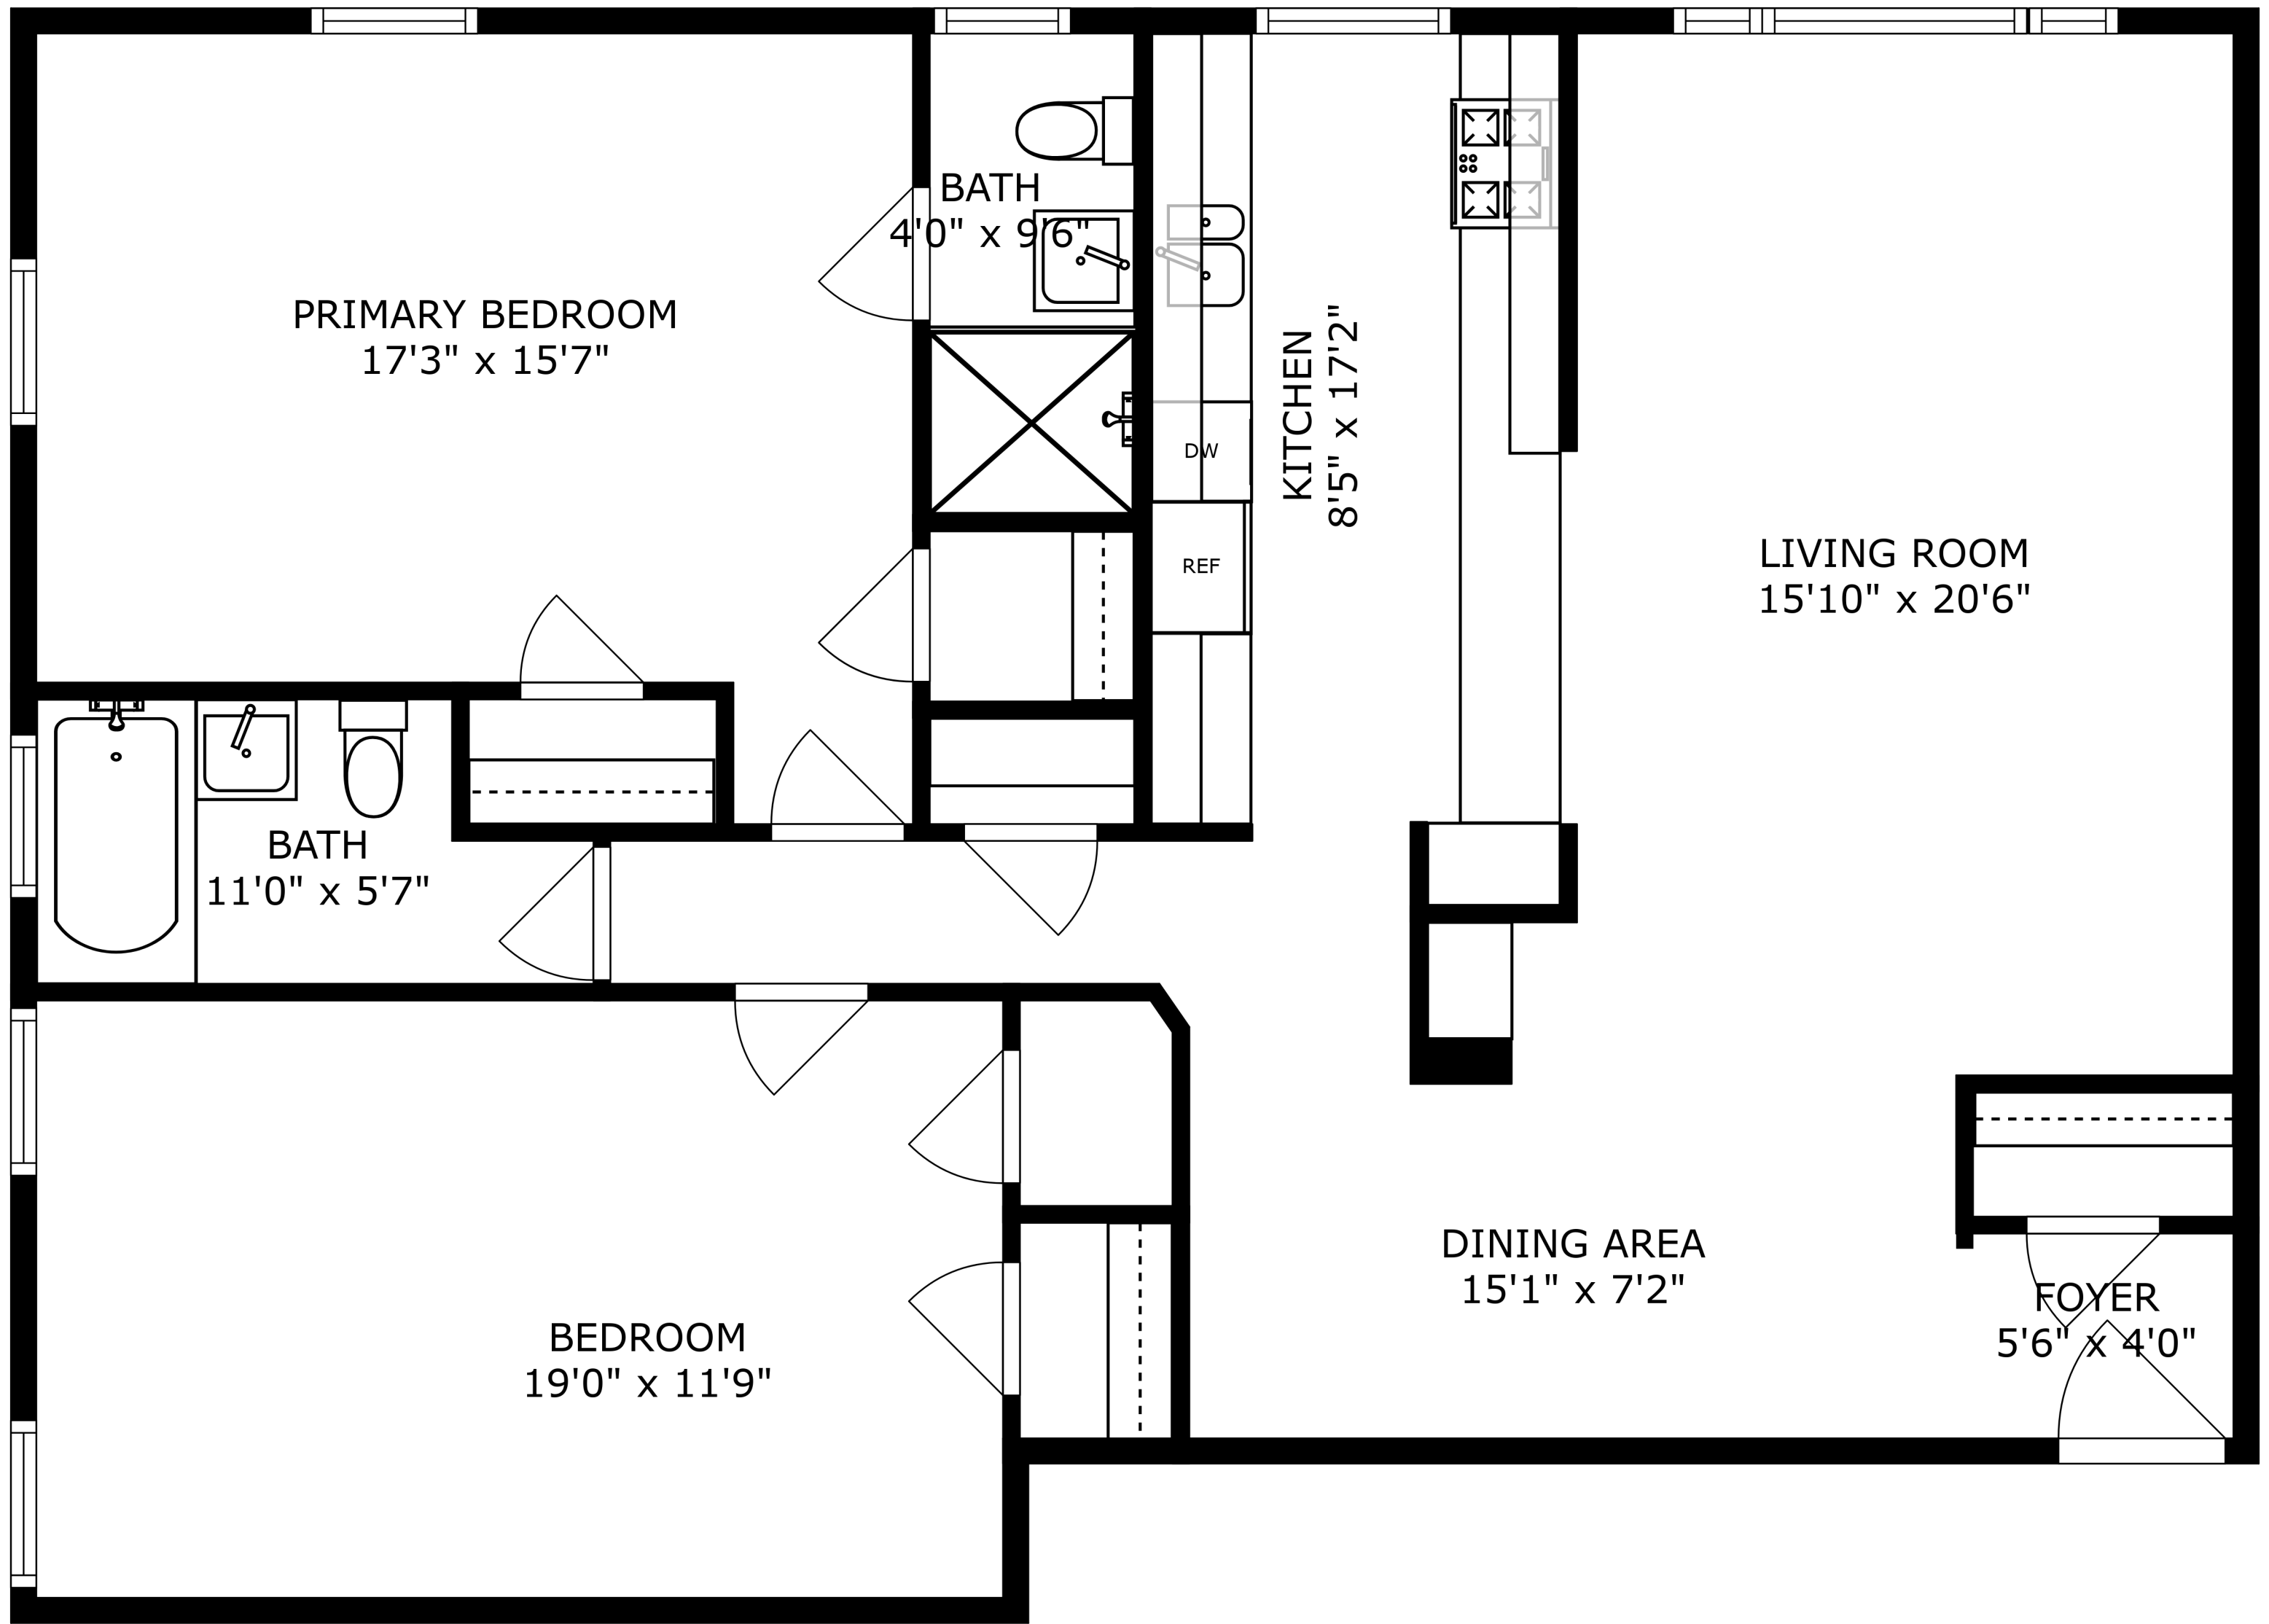 BATH
4'0" x 9'6"
PRIMARY BEDROOM
17'3" x 15'7"
KITCHEN
8'5" x 17'2"
DW
REF
LIVING ROOM
15'10" x 20'6"
BATH
11'0" x 5'7"
DINING AREA
15'1" x 7'2"
FOYER
5'6" x 4'0"
BEDROOM
19'0" x 11'9"